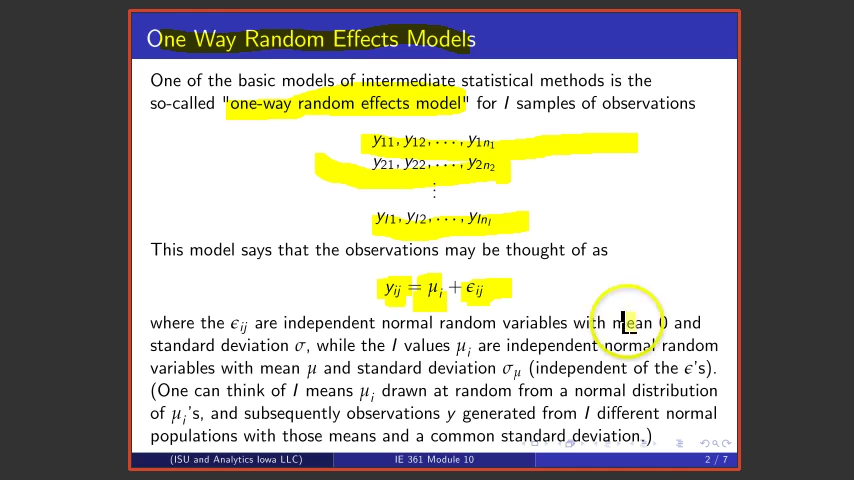 One Way Random Effects Models
One of the basic models of intermediate statistical methods is the
so-called "one-way random effects model" for I samples of observations
y11, y12, . . . , y1n1
y21, y22, . . . , y2n2
⋮
yI1, yI2, . . . , yInI
This model says that the observations may be thought of as
yij = μi + ϵij
where the ϵij are independent normal random variables with mean 0 and
standard deviation σ, while the I values μi are independent normal random
variables with mean μ and standard deviation σμ (independent of the ϵ's).
(One can think of I means μi drawn at random from a normal distribution
of μi's, and subsequently observations y generated from I different normal
populations with those means and a common standard deviation.)
(ISU and Analytics Iowa LLC) IE 361 Module 10 2 / 7